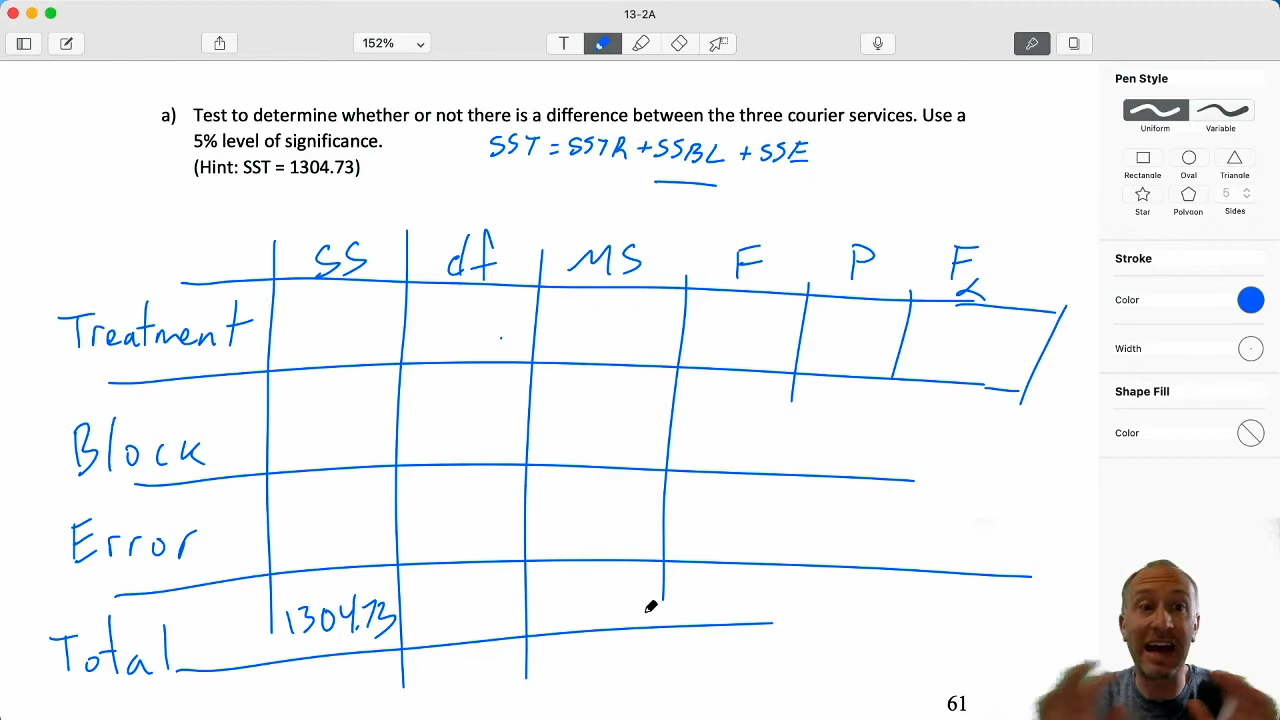 13-2A
152%
T
a) Test to determine whether or not there is a difference between the three courier services. Use a
5% level of significance.
(Hint: SST = 1304.73)
SST = SSTR + SSBL + SSE
SS df MS F P Fα
Treatment
Block
Error
Total 1304.73
61
Pen Style
Uniform Variable
Rectangle Oval Triangle
5
Star Polygon Sides
Stroke
Color
Width
Shape Fill
Color